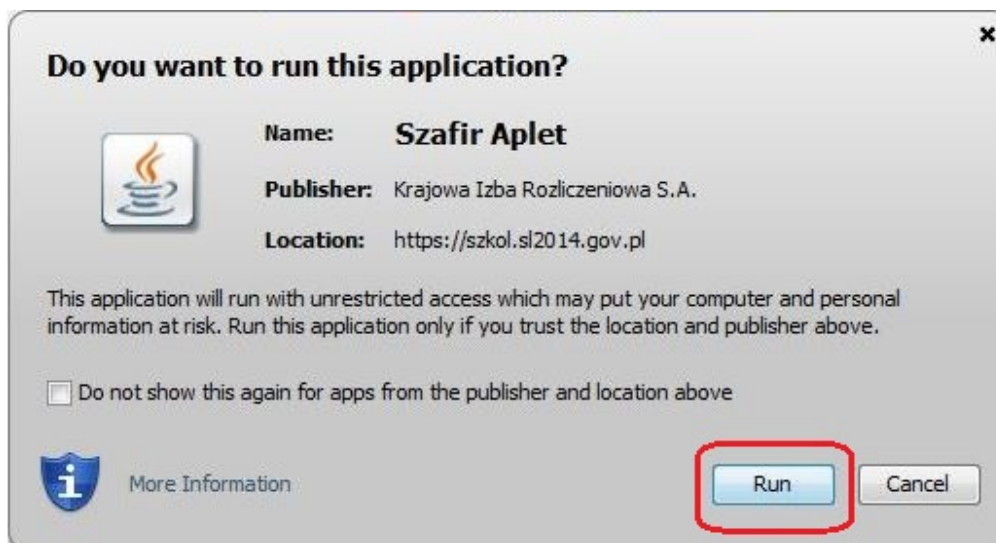 Do you want to run this application?
Name: Szafir Aplet
Publisher: Krajowa Izba Rozliczeniowa S.A.
Location: https://szkol.sl2014.gov.pl
This application will run with unrestricted access which may put your computer and personal
information at risk. Run this application only if you trust the location and publisher above.
Do not show this again for apps from the publisher and location above
More Information
Run
Cancel